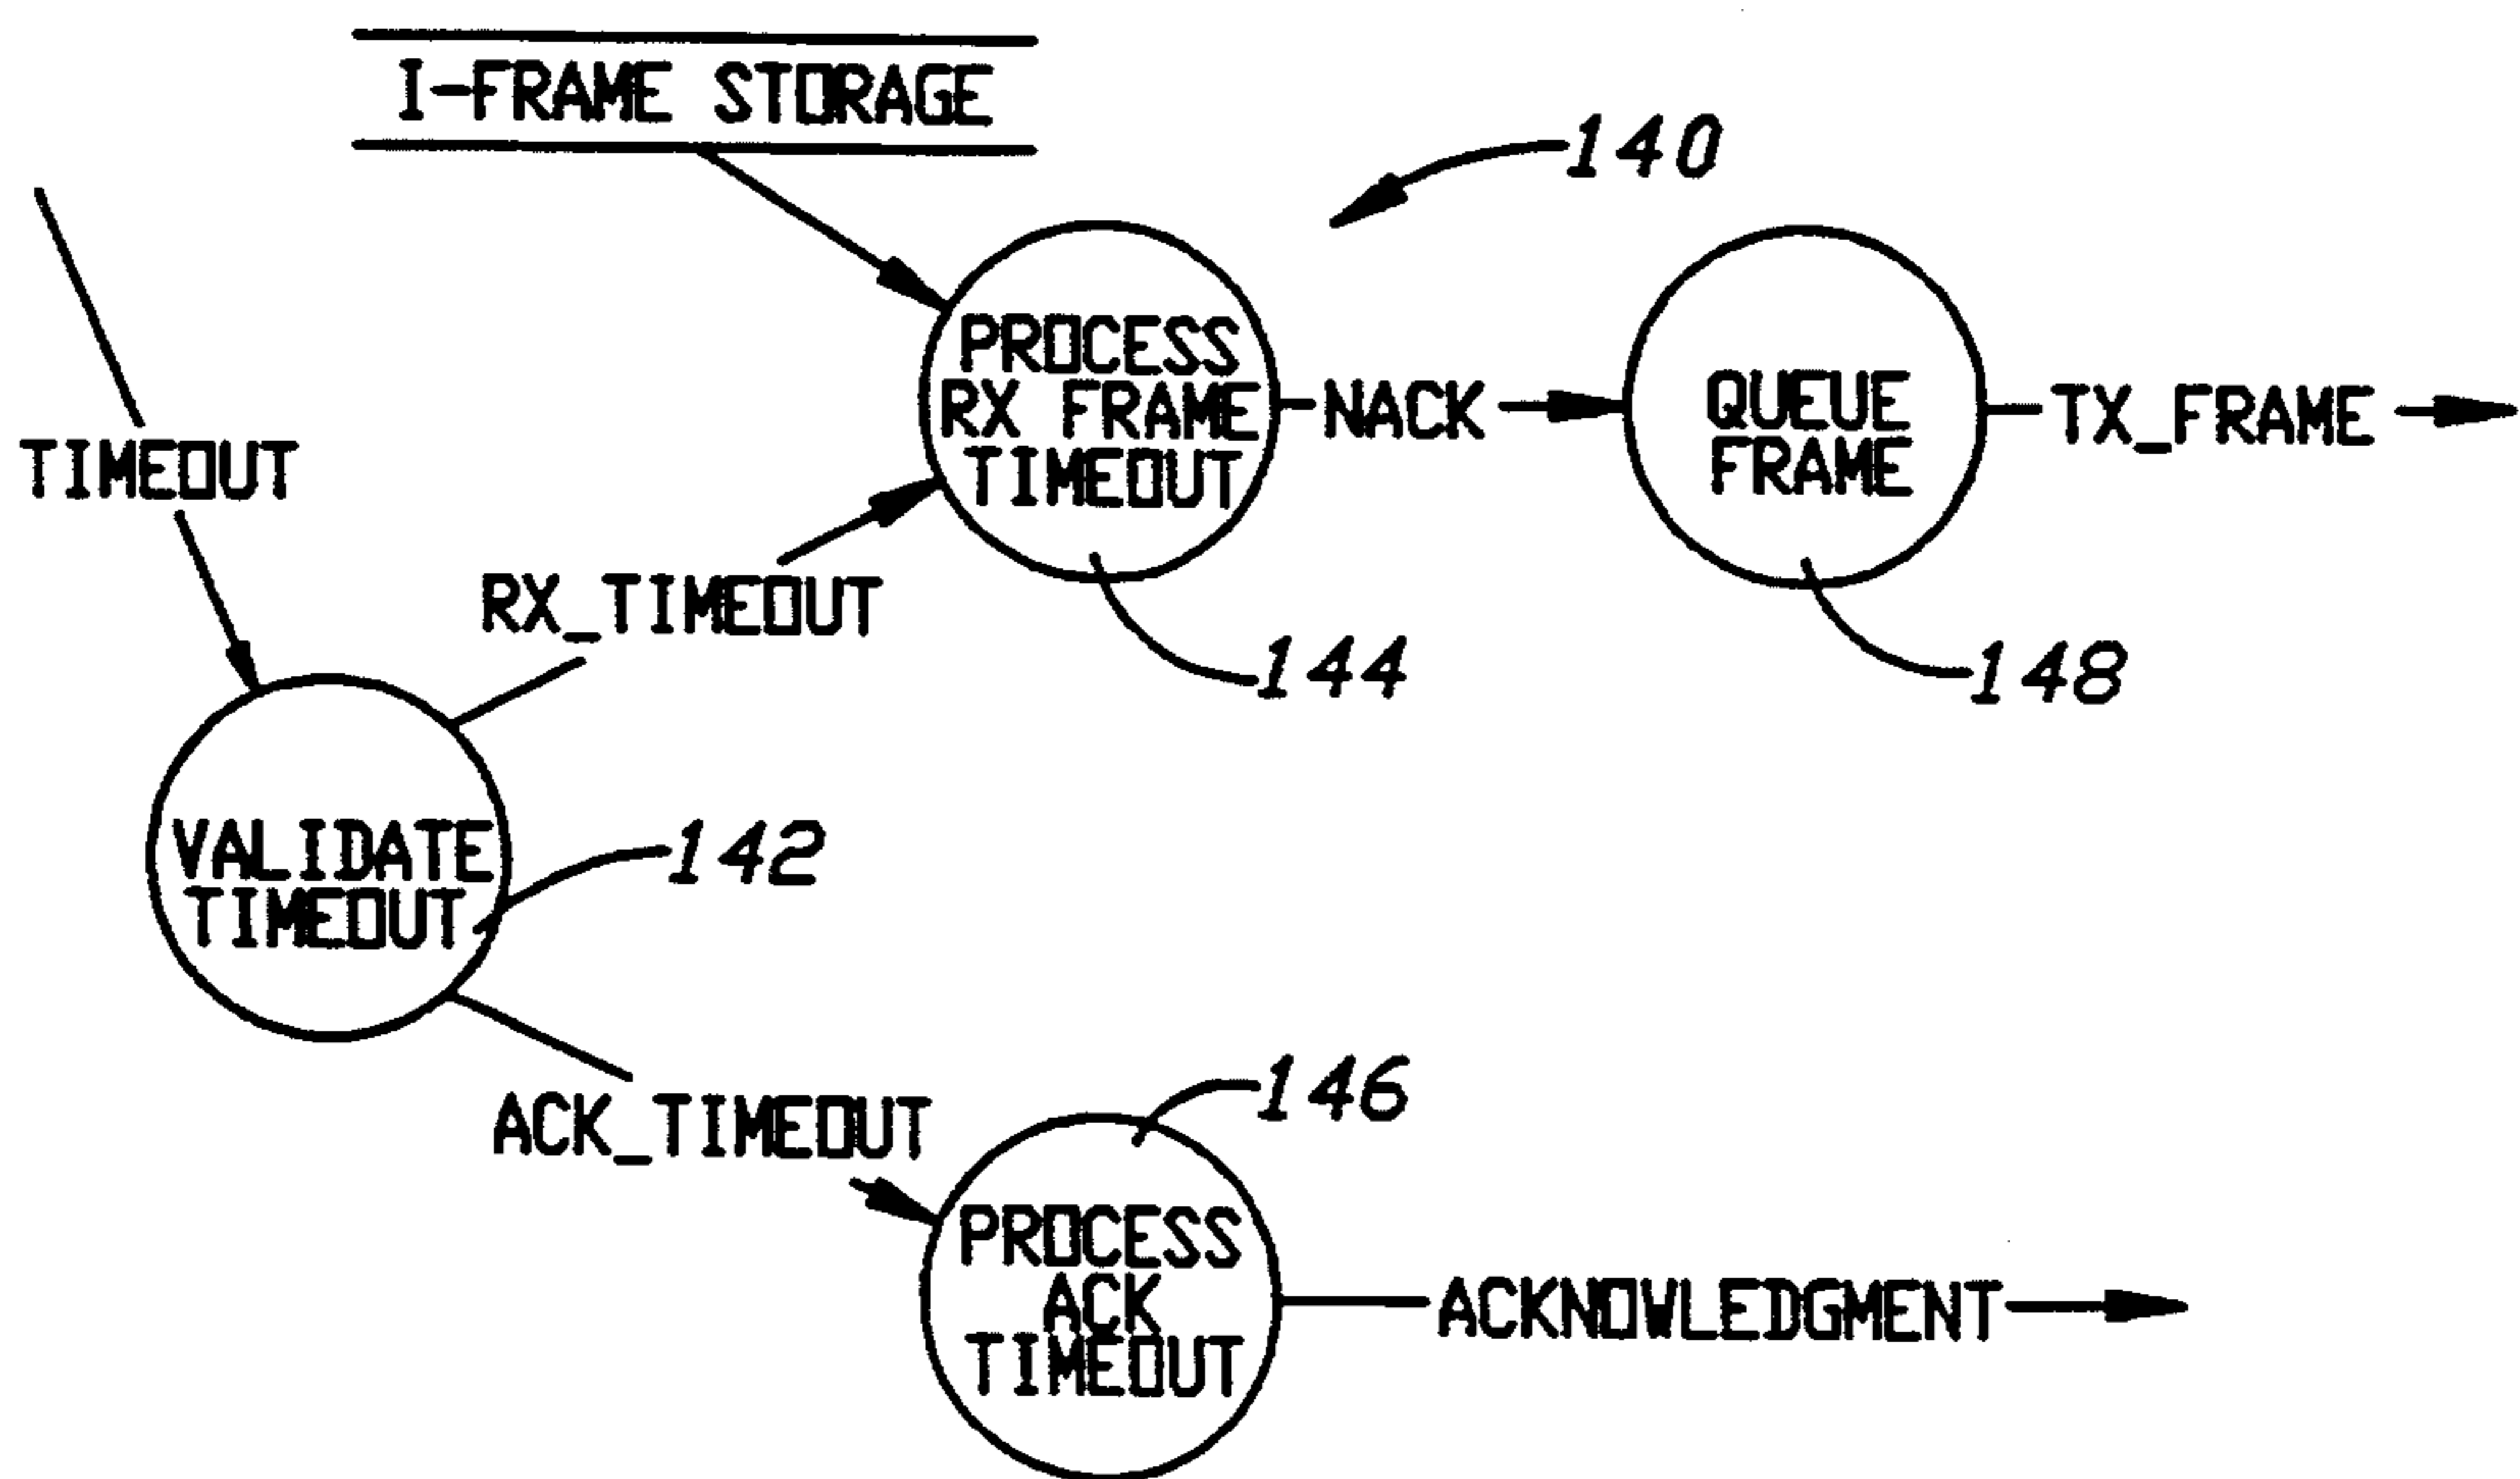 I-FRAME STORAGE
140
PROCESS
RX FRAME
TIMEOUT
NACK
QUEUE
FRAME
TX_FRAME
TIMEOUT
RX_TIMEOUT
144
148
VALIDATE
TIMEOUT
142
ACK_TIMEOUT
146
PROCESS
ACK
TIMEOUT
ACKNOWLEDGMENT